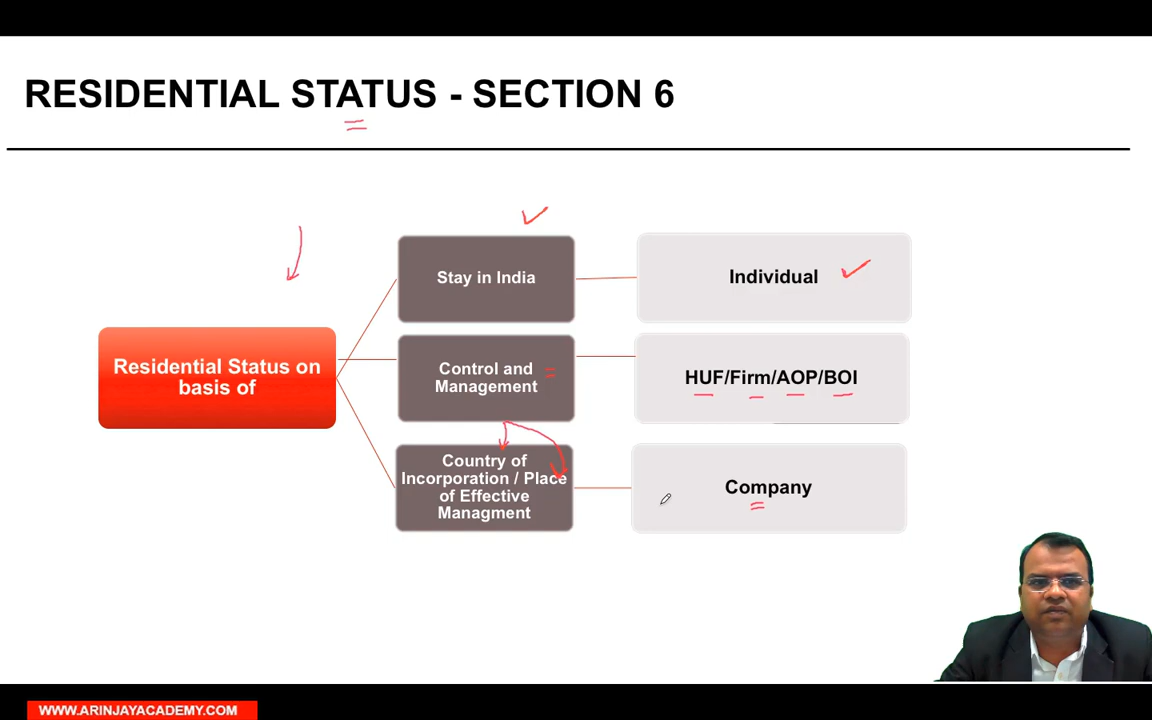 RESIDENTIAL STATUS - SECTION 6
Stay in India
Individual
Residential Status on
basis of
Control and
Management
HUF/Firm/AOP/BOI
Country of
Incorporation / Place
of Effective
Managment
Company
WWW.ARINJAYACADEMY.COM